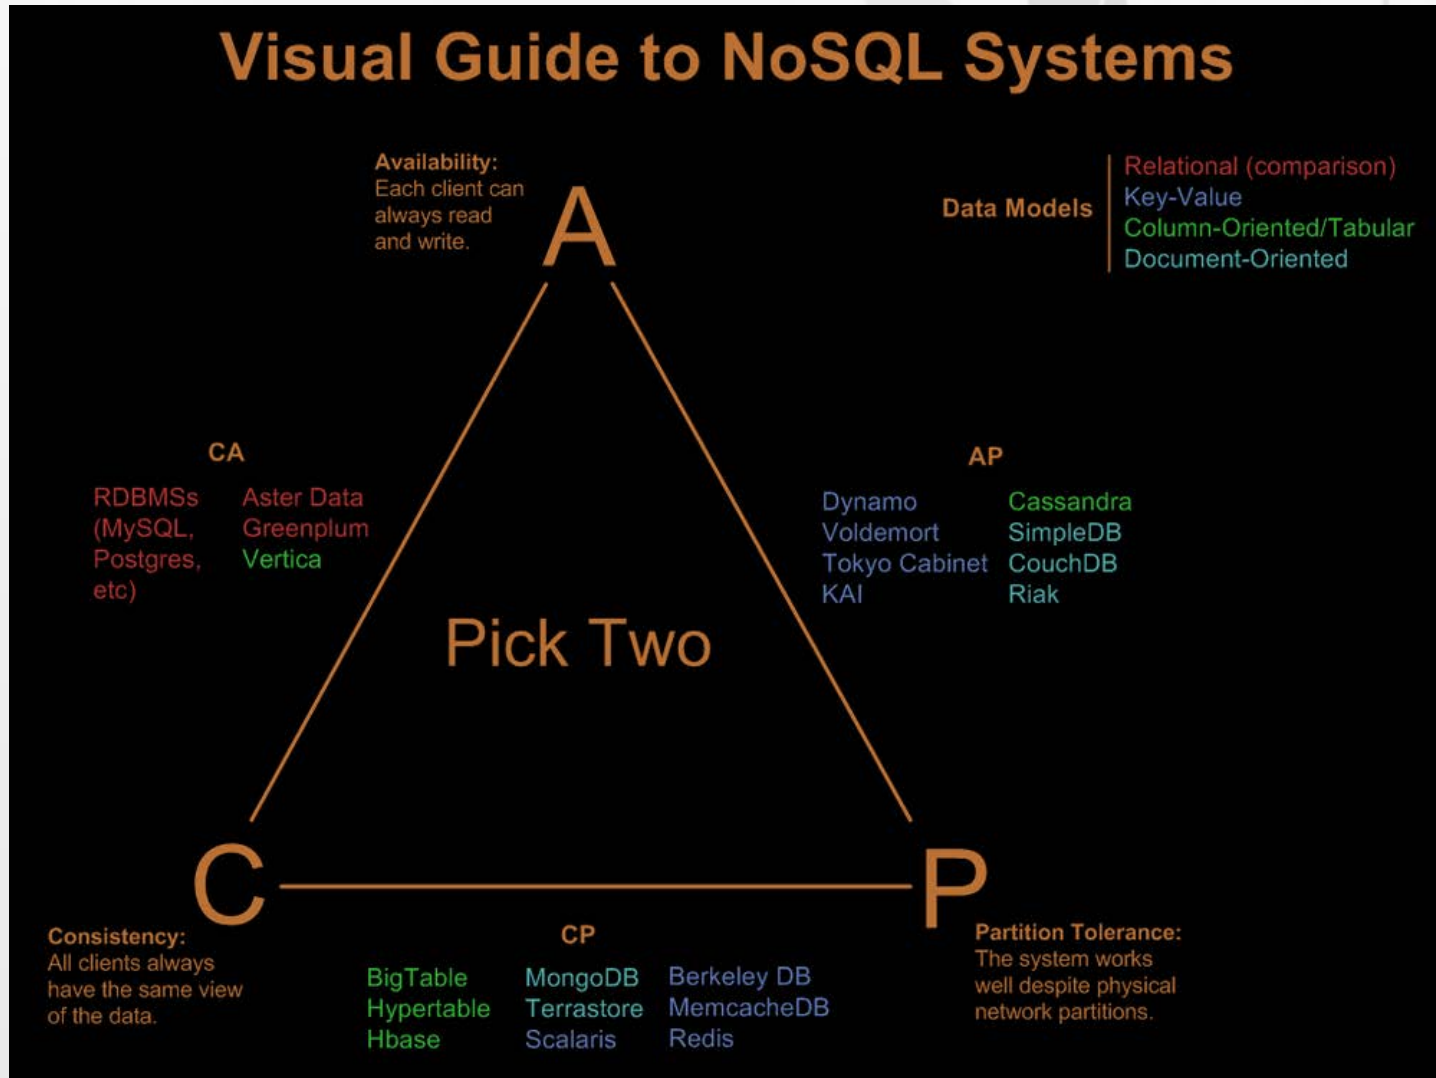 Visual Guide to NoSQL Systems
Availability:
Each client can
always read
and write.
A
Data Models
Relational (comparison)
Key-Value
Column-Oriented/Tabular
Document-Oriented
CA
RDBMSs
(MySQL,
Postgres,
etc)
Aster Data
Greenplum
Vertica
AP
Dynamo
Voldemort
Tokyo Cabinet
KAI
Cassandra
SimpleDB
CouchDB
Riak
Pick Two
C
Consistency:
All clients always
have the same view
of the data.
CP
BigTable
Hypertable
Hbase
MongoDB
Terrastore
Scalaris
Berkeley DB
MemcacheDB
Redis
P
Partition Tolerance:
The system works
well despite physical
network partitions.